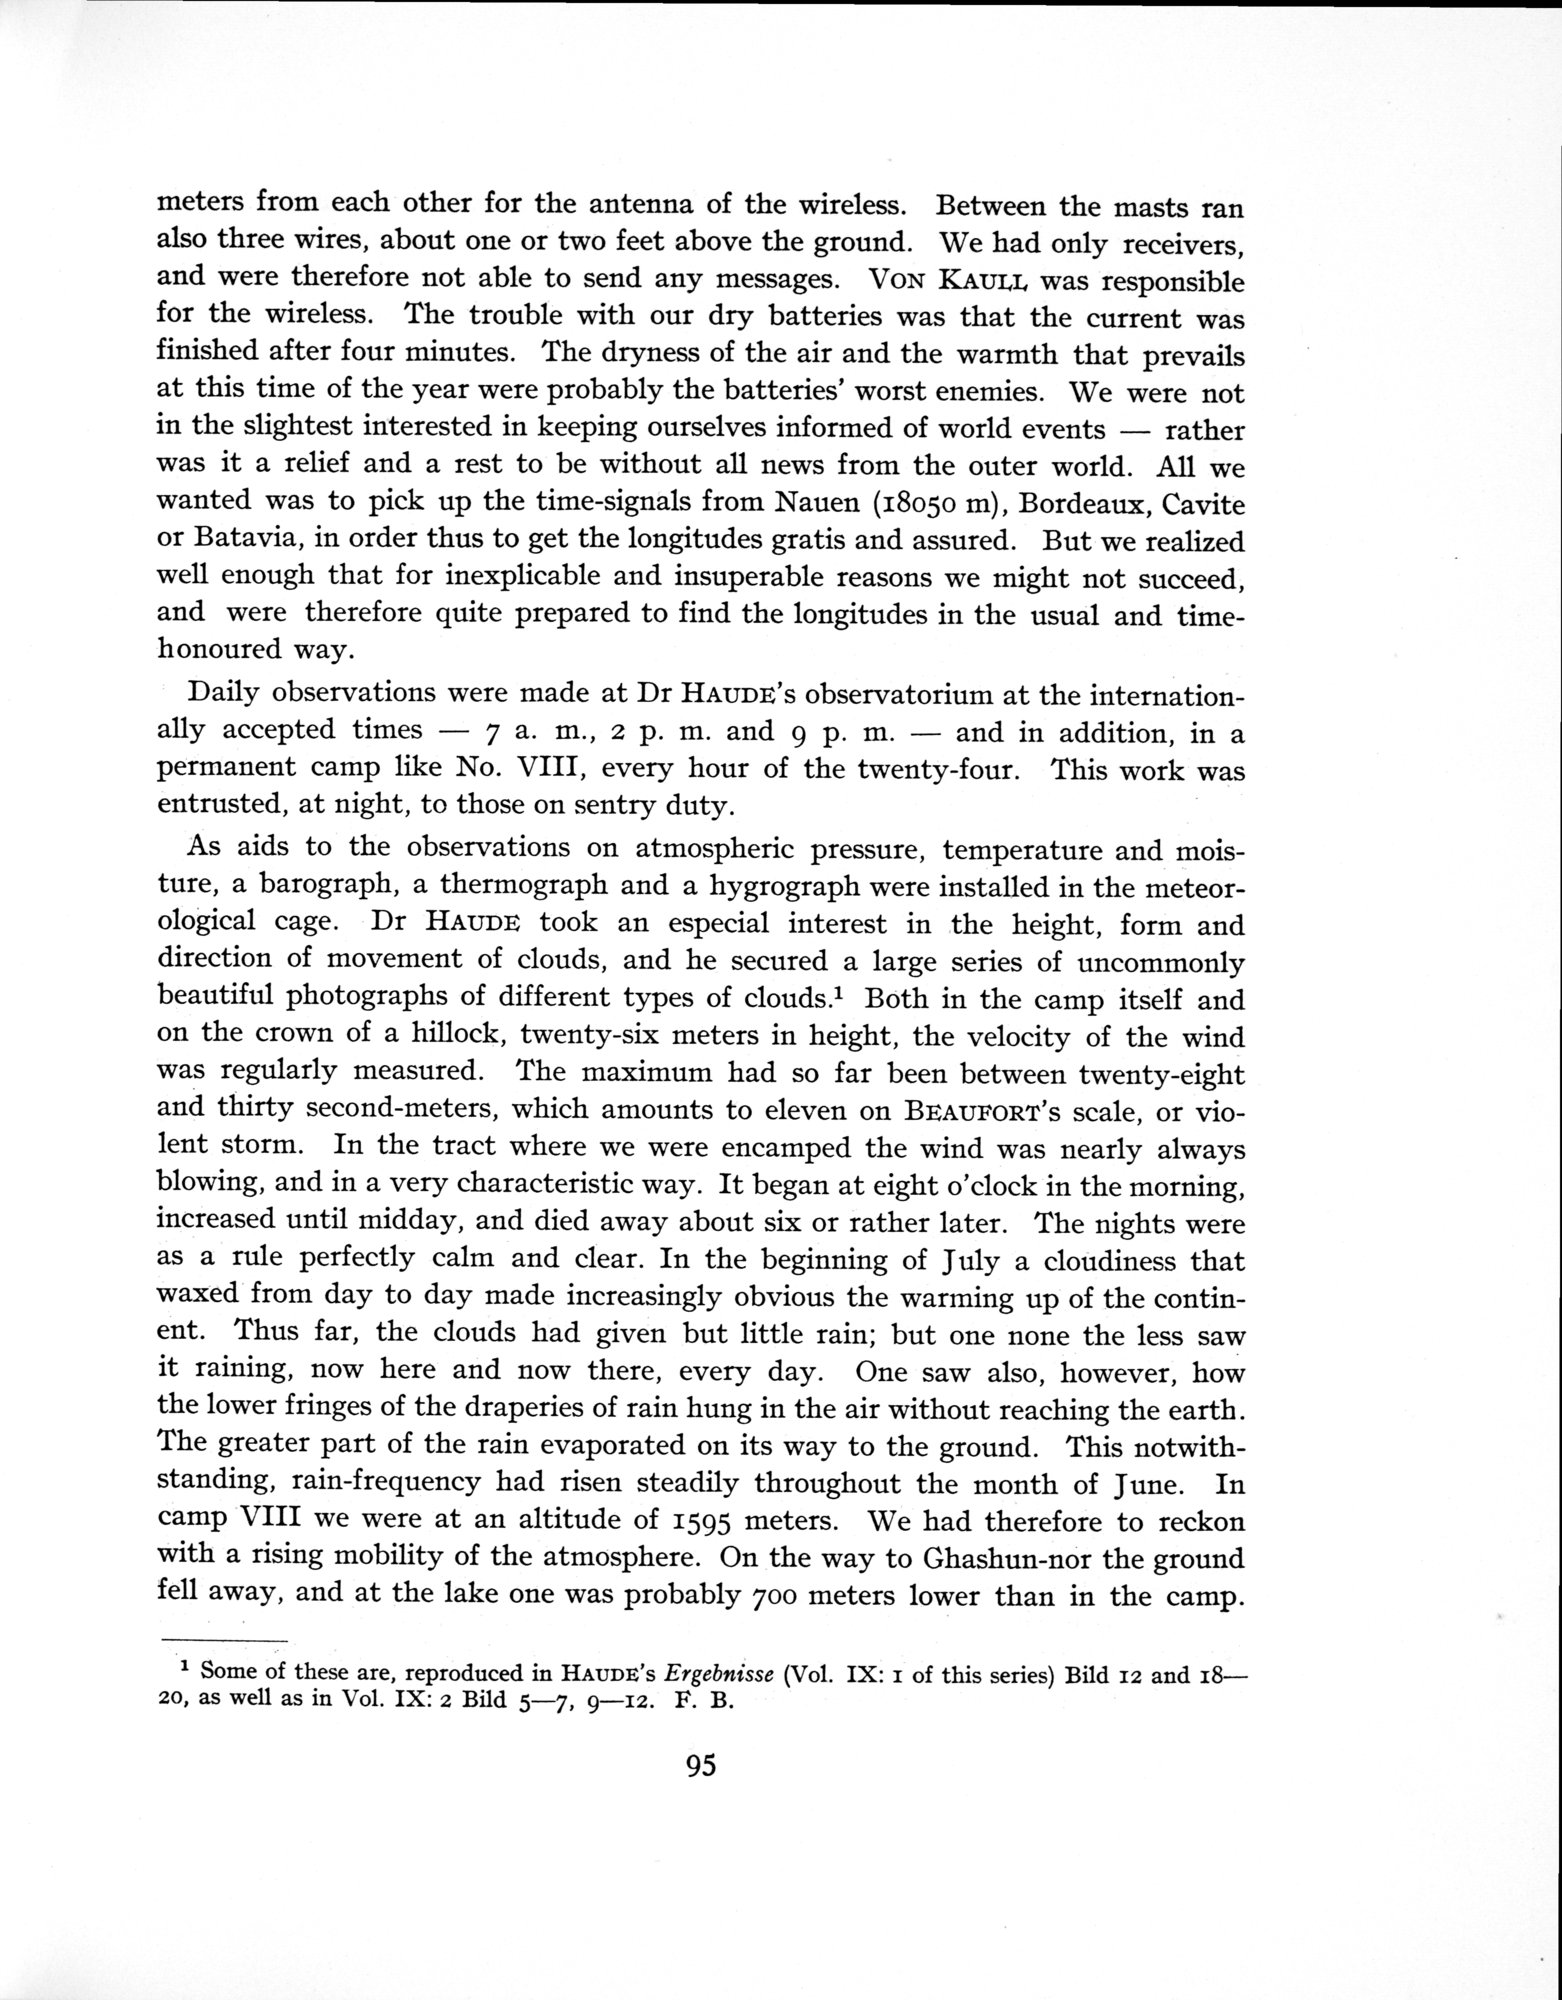 meters from each other for the antenna of the wireless. Between the masts ran
also three wires, about one or two feet above the ground. We had only receivers,
and were therefore not able to send any messages. VON KAULL was responsible
for the wireless. The trouble with our dry batteries was that the current was
finished after four minutes. The dryness of the air and the warmth that prevails
at this time of the year were probably the batteries' worst enemies. We were not
in the slightest interested in keeping ourselves informed of world events — rather
was it a relief and a rest to be without all news from the outer world. All we
wanted was to pick up the time-signals from Nauen (18050 m), Bordeaux, Cavite
or Batavia, in order thus to get the longitudes gratis and assured. But we realized
well enough that for inexplicable and insuperable reasons we might not succeed,
and were therefore quite prepared to find the longitudes in the usual and time-
honoured way.
Daily observations were made at Dr HAUDE's observatorium at the internation-
ally accepted times — 7 a. m., 2 p. m. and 9 p. m. — and in addition, in a
permanent camp like No. VIII, every hour of the twenty-four. This work was
entrusted, at night, to those on sentry duty.
As aids to the observations on atmospheric pressure, temperature and mois-
ture, a barograph, a thermograph and a hygrograph were installed in the meteor-
ological cage. Dr HAUDE took an especial interest in the height, form and
direction of movement of clouds, and he secured a large series of uncommonly
beautiful photographs of different types of clouds.¹ Both in the camp itself and
on the crown of a hillock, twenty-six meters in height, the velocity of the wind
was regularly measured. The maximum had so far been between twenty-eight
and thirty second-meters, which amounts to eleven on BEAUFORT's scale, or vio-
lent storm. In the tract where we were encamped the wind was nearly always
blowing, and in a very characteristic way. It began at eight o'clock in the morning,
increased until midday, and died away about six or rather later. The nights were
as a rule perfectly calm and clear. In the beginning of July a cloudiness that
waxed from day to day made increasingly obvious the warming up of the contin-
ent. Thus far, the clouds had given but little rain; but one none the less saw
it raining, now here and now there, every day. One saw also, however, how
the lower fringes of the draperies of rain hung in the air without reaching the earth.
The greater part of the rain evaporated on its way to the ground. This notwith-
standing, rain-frequency had risen steadily throughout the month of June. In
camp VIII we were at an altitude of 1595 meters. We had therefore to reckon
with a rising mobility of the atmosphere. On the way to Ghashun-nor the ground
fell away, and at the lake one was probably 700 meters lower than in the camp.
¹ Some of these are, reproduced in HAUDE's Ergebnisse (Vol. IX: 1 of this series) Bild 12 and 18—
20, as well as in Vol. IX: 2 Bild 5—7, 9—12. F. B.
95